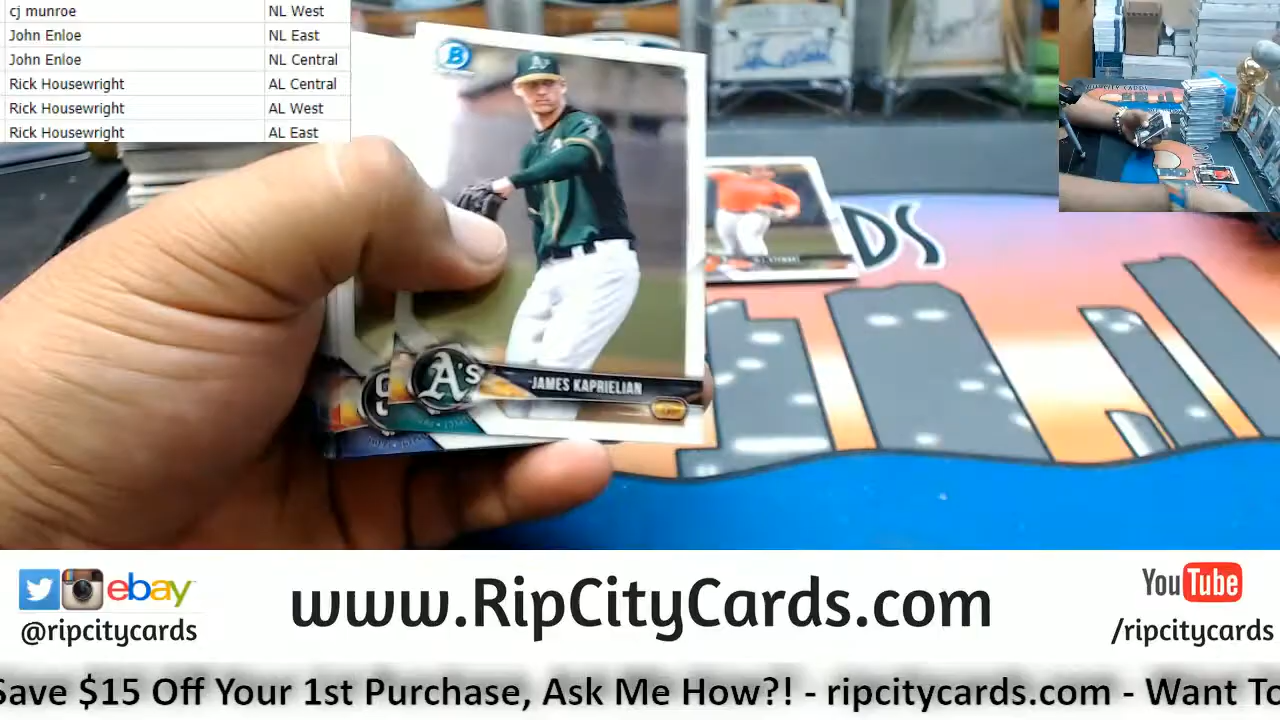 cj munroe NL West
John Enloe NL East
John Enloe NL Central
Rick Housewright AL Central
Rick Housewright AL West
Rick Housewright AL East
B
A's
JAMES KAPRIELIAN
A's
DS
ebay
@ripcitycards
www.RipCityCards.com
YouTube
/ripcitycards
Save $15 Off Your 1st Purchase, Ask Me How?! - ripcitycards.com - Want To